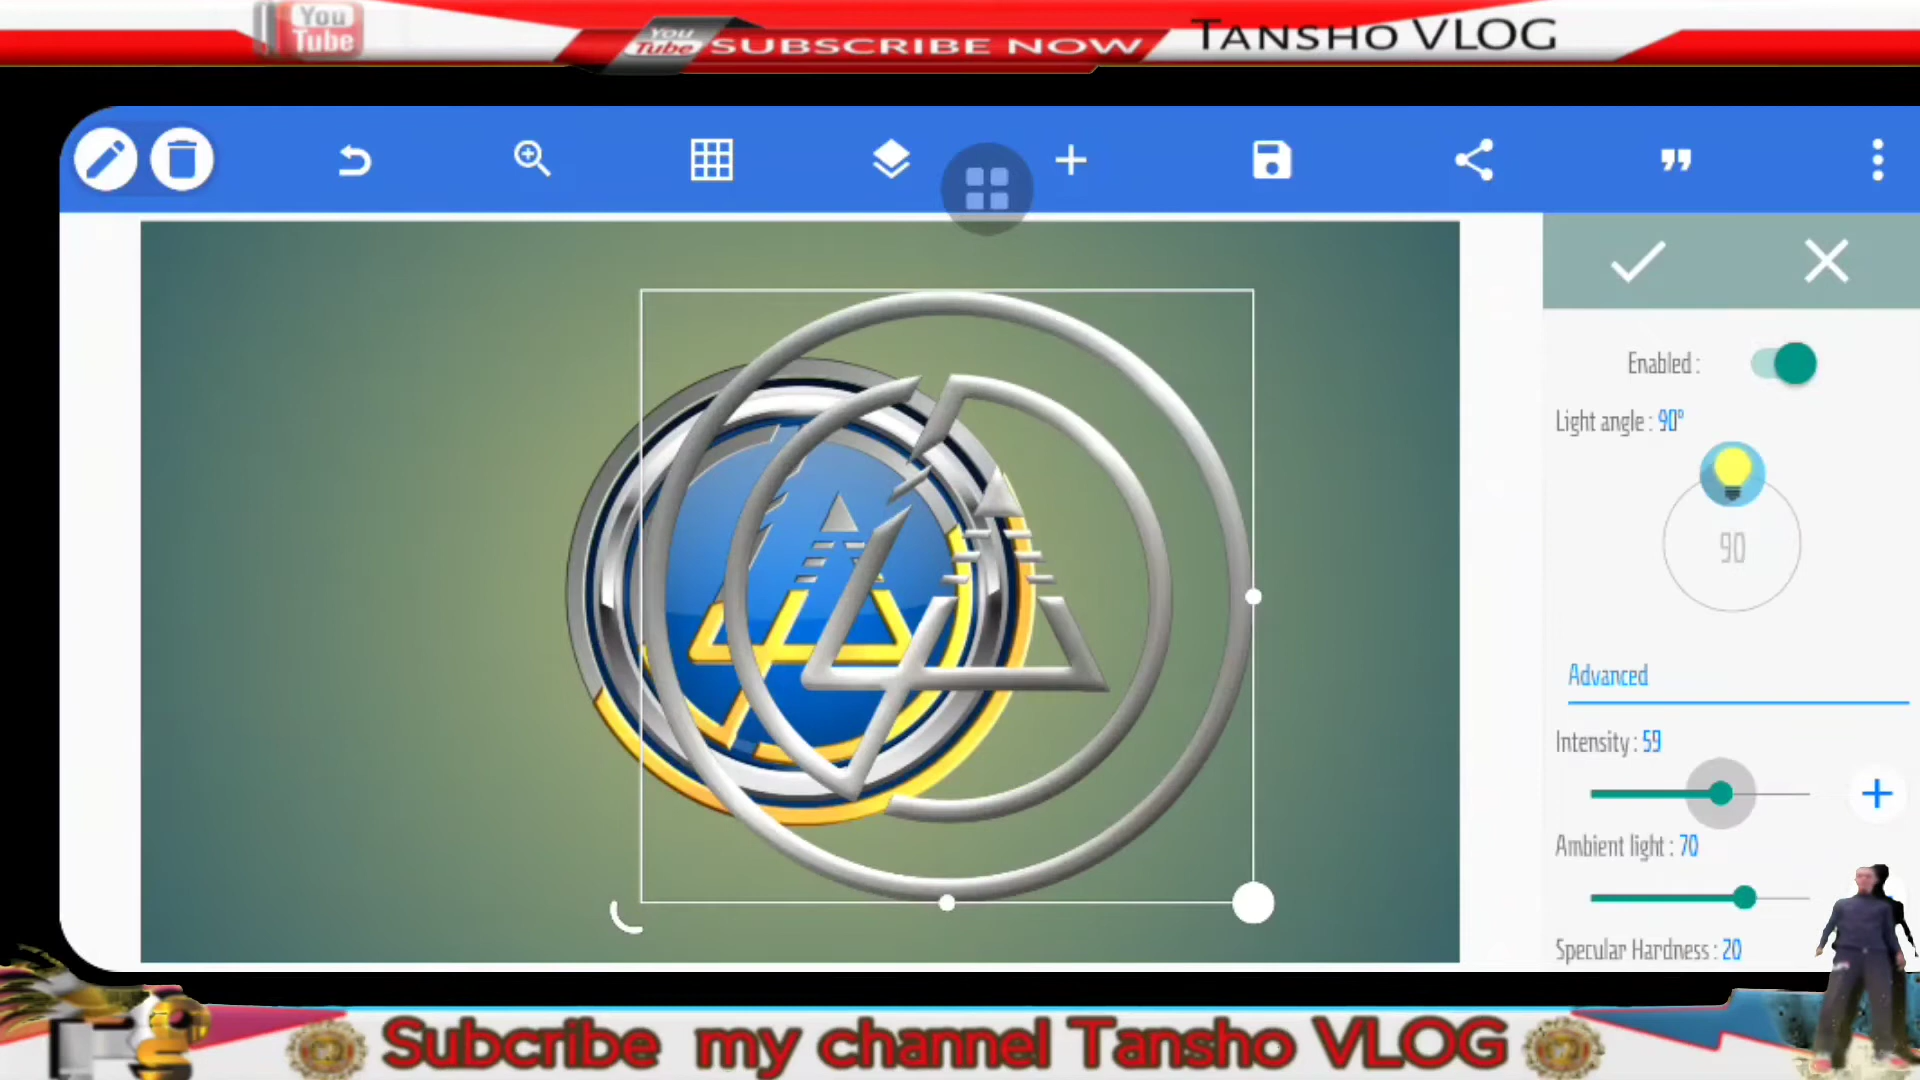 You
Tube
You
Tube SUBSCRIBE NOW
TANSHO VLOG
Enabled :
Light angle : 90°
90
Advanced
Intensity : 59
Ambient light : 70
Specular Hardness : 20
Subcribe my channel Tansho VLOG